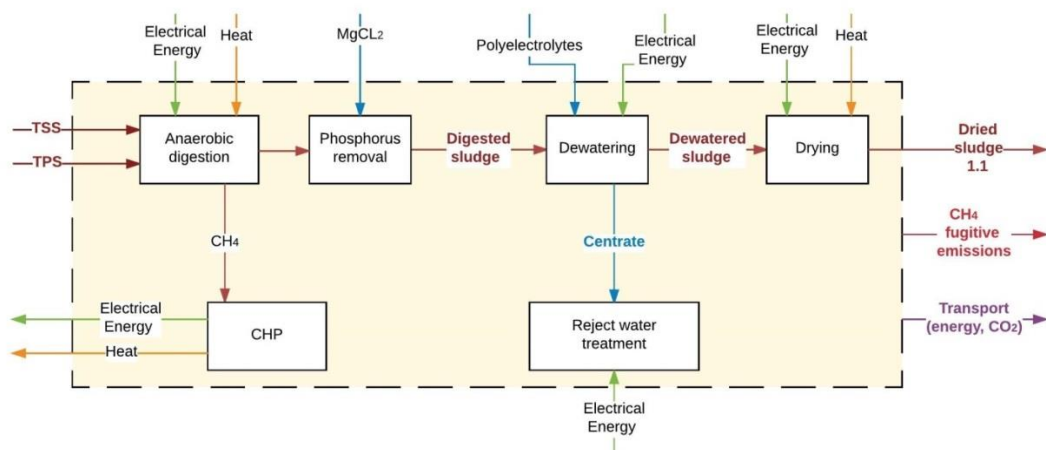 Electrical
Energy
Heat
MgCL2
Polyelectrolytes
Electrical
Energy
Electrical
Energy
Heat
TSS
TPS
Anaerobic
digestion
Phosphorus
removal
Digested
sludge
Dewatering
Dewatered
sludge
Drying
Dried
sludge
1.1
CH4
Centrate
CH4
fugitive
emissions
Electrical
Energy
Heat
CHP
Reject water
treatment
Transport
(energy, CO2)
Electrical
Energy